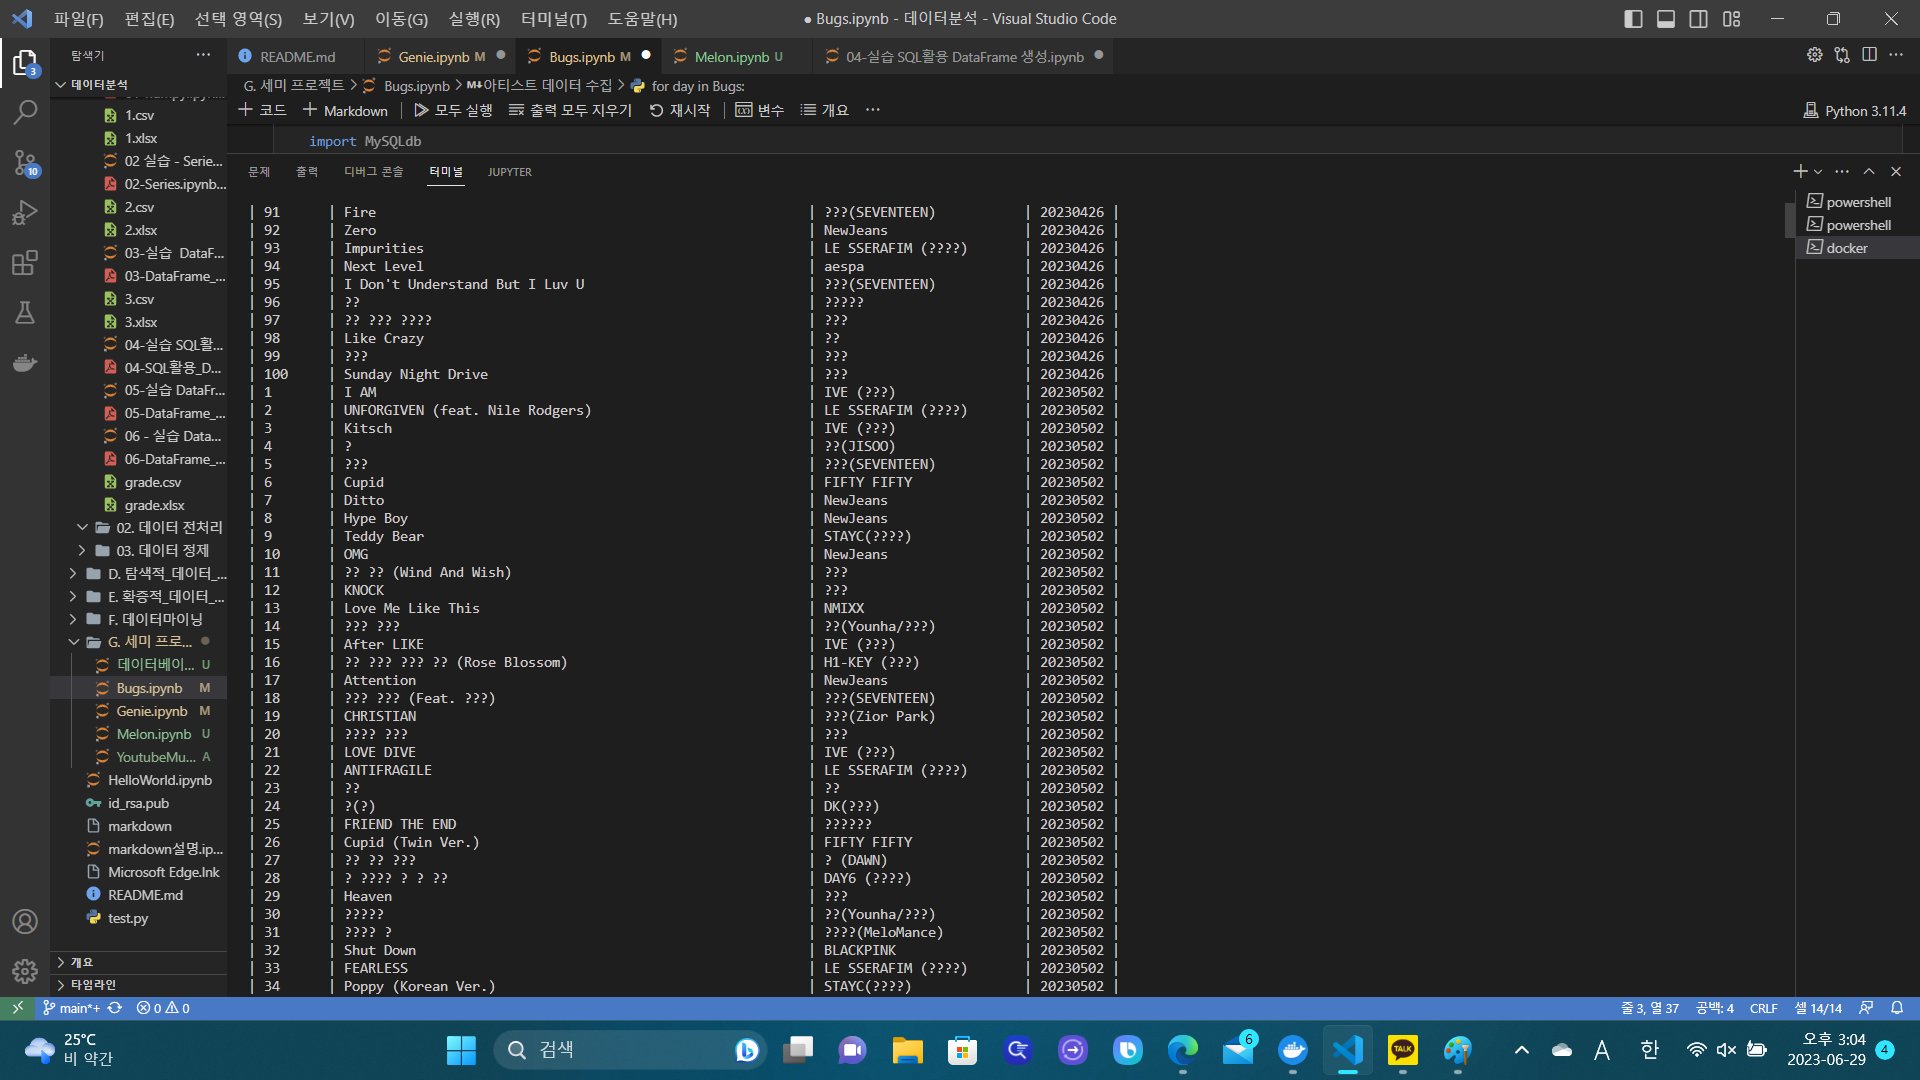 파일(F) 편집(E) 선택 영역(S) 보기(V) 이동(G) 실행(R) 터미널(T) 도움말(H)
● Bugs.ipynb - 데이터분석 - Visual Studio Code
탐색기 ···
README.md Genie.ipynb M Bugs.ipynb M Melon.ipynb U 04-실습 SQL활용 DataFrame 생성.ipynb
G. 세미 프로젝트 > Bugs.ipynb > M↓아티스트 데이터 수집 > for day in Bugs:
+ 코드 + Markdown 모두 실행 출력 모두 지우기 재시작 변수 개요 ···
Python 3.11.4
import MySQLdb
문제 출력 디버그 콘솔 터미널 JUPYTER
3
10
데이터분석
1.csv
1.xlsx
02 실습 - Serie...
02-Series.ipynb...
2.csv
2.xlsx
03-실습 DataF...
03-DataFrame_...
3.csv
3.xlsx
04-실습 SQL활...
04-SQL활용_D...
05-실습 DataFr...
05-DataFrame_...
06 - 실습 Data...
06-DataFrame_...
grade.csv
grade.xlsx
02. 데이터 전처리
03. 데이터 정제
D. 탐색적_데이터_...
E. 확증적_데이터_...
F. 데이터마이닝
G. 세미 프로...
데이터베이... U
Bugs.ipynb M
Genie.ipynb M
Melon.ipynb U
YoutubeMu... A
HelloWorld.ipynb
id_rsa.pub
markdown
markdown설명.ip...
Microsoft Edge.lnk
README.md
test.py
개요
타임라인
| 91 | Fire | ???(SEVENTEEN) | 20230426 |
| 92 | Zero | NewJeans | 20230426 |
| 93 | Impurities | LE SSERAFIM (????) | 20230426 |
| 94 | Next Level | aespa | 20230426 |
| 95 | I Don't Understand But I Luv U | ???(SEVENTEEN) | 20230426 |
| 96 | ?? | ????? | 20230426 |
| 97 | ?? ??? ???? | ??? | 20230426 |
| 98 | Like Crazy | ?? | 20230426 |
| 99 | ??? | ??? | 20230426 |
| 100 | Sunday Night Drive | ??? | 20230426 |
| 1 | I AM | IVE (???) | 20230502 |
| 2 | UNFORGIVEN (feat. Nile Rodgers) | LE SSERAFIM (????) | 20230502 |
| 3 | Kitsch | IVE (???) | 20230502 |
| 4 | ? | ??(JISOO) | 20230502 |
| 5 | ??? | ???(SEVENTEEN) | 20230502 |
| 6 | Cupid | FIFTY FIFTY | 20230502 |
| 7 | Ditto | NewJeans | 20230502 |
| 8 | Hype Boy | NewJeans | 20230502 |
| 9 | Teddy Bear | STAYC(????) | 20230502 |
| 10 | OMG | NewJeans | 20230502 |
| 11 | ?? ?? (Wind And Wish) | ??? | 20230502 |
| 12 | KNOCK | ??? | 20230502 |
| 13 | Love Me Like This | NMIXX | 20230502 |
| 14 | ??? ??? | ??(Younha/???) | 20230502 |
| 15 | After LIKE | IVE (???) | 20230502 |
| 16 | ?? ??? ??? ?? (Rose Blossom) | H1-KEY (???) | 20230502 |
| 17 | Attention | NewJeans | 20230502 |
| 18 | ??? ??? (Feat. ???) | ???(SEVENTEEN) | 20230502 |
| 19 | CHRISTIAN | ???(Zior Park) | 20230502 |
| 20 | ???? ??? | ??? | 20230502 |
| 21 | LOVE DIVE | IVE (???) | 20230502 |
| 22 | ANTIFRAGILE | LE SSERAFIM (????) | 20230502 |
| 23 | ?? | ?? | 20230502 |
| 24 | ?(?) | DK(???) | 20230502 |
| 25 | FRIEND THE END | ?????? | 20230502 |
| 26 | Cupid (Twin Ver.) | FIFTY FIFTY | 20230502 |
| 27 | ?? ?? ??? | ? (DAWN) | 20230502 |
| 28 | ? ???? ? ? ?? | DAY6 (????) | 20230502 |
| 29 | Heaven | ??? | 20230502 |
| 30 | ????? | ??(Younha/???) | 20230502 |
| 31 | ???? ? | ????(MeloMance) | 20230502 |
| 32 | Shut Down | BLACKPINK | 20230502 |
| 33 | FEARLESS | LE SSERAFIM (????) | 20230502 |
| 34 | Poppy (Korean Ver.) | STAYC(????) | 20230502 |
powershell
powershell
docker
main*+ 0 0
줄 3, 열 37 공백: 4 CRLF 셀 14/14
25°C
비 약간
검색
TALK
6
A
한
오후 3:04
2023-06-29
4